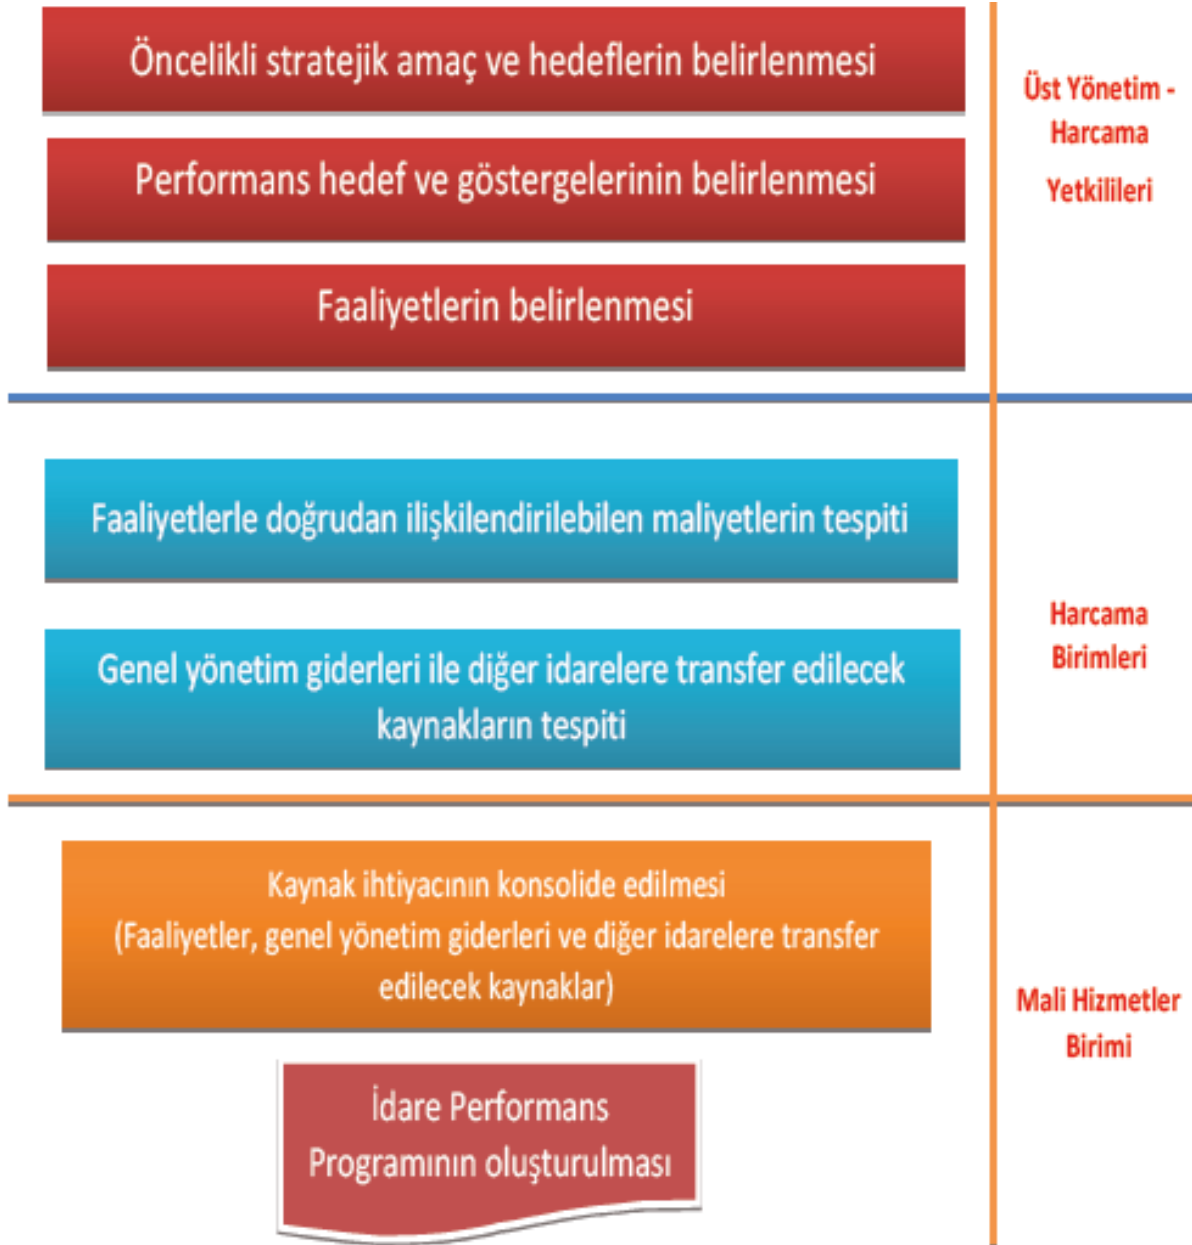 Öncelikli stratejik amaç ve hedeflerin belirlenmesi
Performans hedef ve göstergelerinin belirlenmesi
Faaliyetlerin belirlenmesi
Üst Yönetim -
Harcama
Yetkilileri
Faaliyetlerle doğrudan ilişkilendirilebilen maliyetlerin tespiti
Genel yönetim giderleri ile diğer idarelere transfer edilecek
kaynakların tespiti
Harcama
Birimleri
Kaynak ihtiyacının konsolide edilmesi
(Faaliyetler, genel yönetim giderleri ve diğer idarelere transfer
edilecek kaynaklar)
İdare Performans
Programının oluşturulması
Mali Hizmetler
Birimi